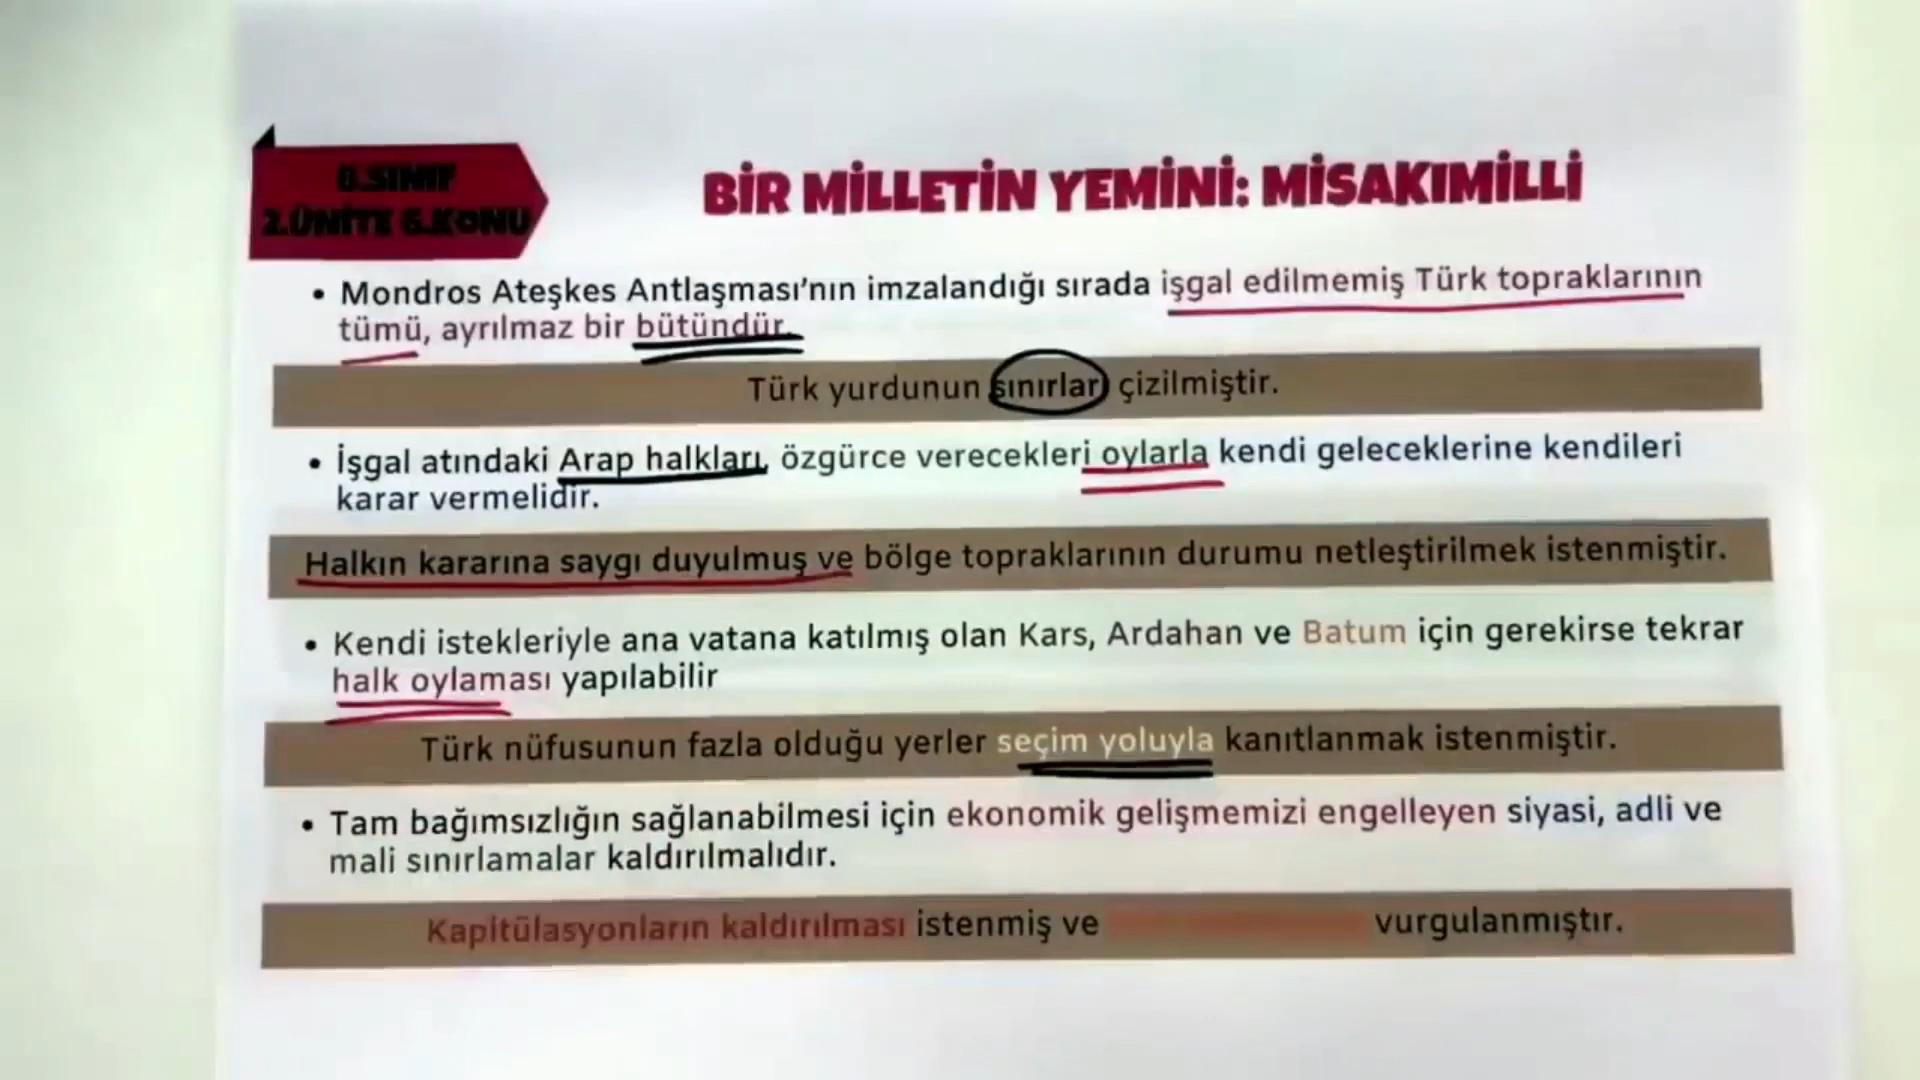 8.SINIF
2.ÜNİTE 6.KONU
BİR MİLLETİN YEMİNİ: MİSAKIMİLLİ
• Mondros Ateşkes Antlaşması'nın imzalandığı sırada işgal edilmemiş Türk topraklarının
tümü, ayrılmaz bir bütündür.
Türk yurdunun sınırları çizilmiştir.
• İşgal atındaki Arap halkları, özgürce verecekleri oylarla kendi geleceklerine kendileri
karar vermelidir.
Halkın kararına saygı duyulmuş ve bölge topraklarının durumu netleştirilmek istenmiştir.
• Kendi istekleriyle ana vatana katılmış olan Kars, Ardahan ve Batum için gerekirse tekrar
halk oylaması yapılabilir
Türk nüfusunun fazla olduğu yerler seçim yoluyla kanıtlanmak istenmiştir.
• Tam bağımsızlığın sağlanabilmesi için ekonomik gelişmemizi engelleyen siyasi, adli ve
mali sınırlamalar kaldırılmalıdır.
Kapitülasyonların kaldırılması istenmiş ve vurgulanmıştır.